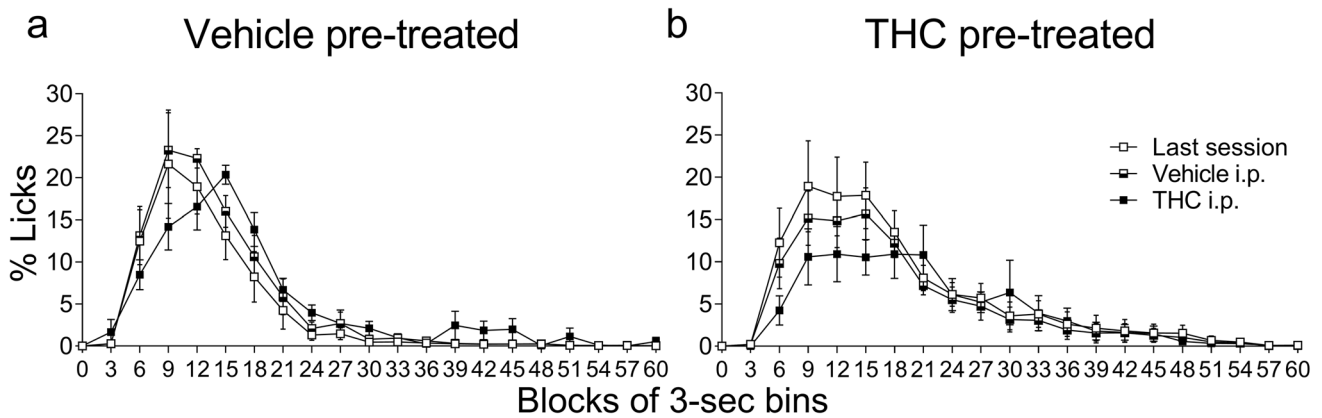 a
Vehicle pre-treated
b
THC pre-treated
% Licks
30
25
20
15
10
5
0
0 3 6 9 12 15 18 21 24 27 30 33 36 39 42 45 48 51 54 57 60
30
25
20
15
10
5
0
0 3 6 9 12 15 18 21 24 27 30 33 36 39 42 45 48 51 54 57 60
Last session
Vehicle i.p.
THC i.p.
Blocks of 3-sec bins